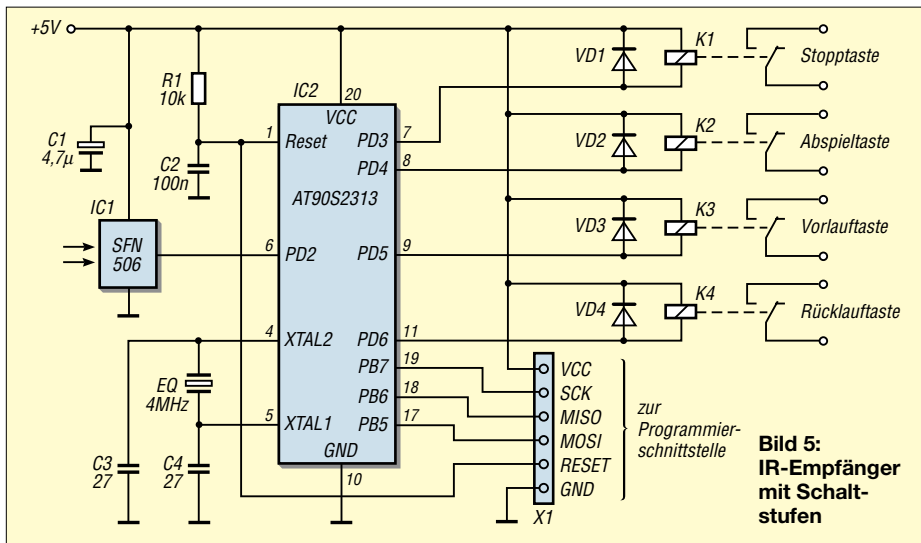 +5V
R1
10k
IC2
20
VCC
C1
4,7µ
1
Reset
C2
100n
AT90S2313
PD3
7
PD4
8
IC1
SFN
506
6
PD2
PD5
9
4
XTAL2
PD6
11
EQ
4MHz
5
XTAL1
PB7
19
PB6
18
PB5
17
GND
10
C3
27
C4
27
VD1
K1
Stopptaste
VD2
K2
Abspieltaste
VD3
K3
Vorlauftaste
VD4
K4
Rücklauftaste
VCC
SCK
MISO
MOSI
RESET
GND
X1
zur
Programmier-
schnittstelle
Bild 5:
IR-Empfänger
mit Schalt-
stufen